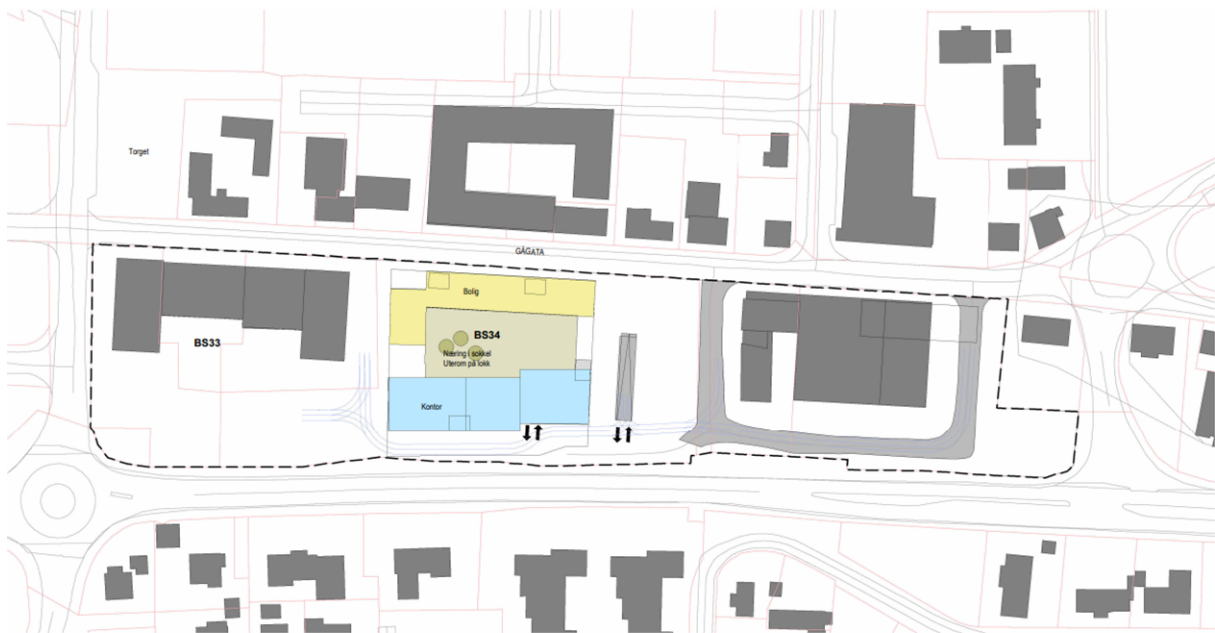 Torget
GÅGATA
Bolig
BS34
BS33
Næring i sokkel
Uterom på lokk
Kontor